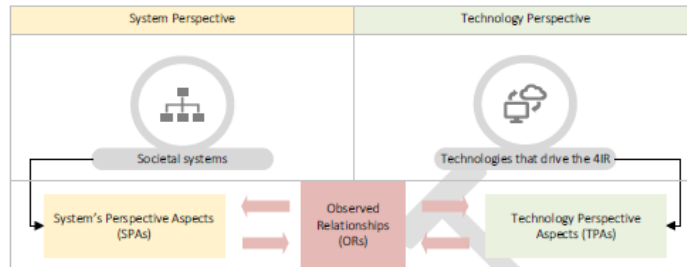 System Perspective
Technology Perspective
Societal systems
Technologies that drive the 4IR
System's Perspective Aspects
(SPAs)
Observed
Relationships
(ORs)
Technology Perspective
Aspects (TPAs)